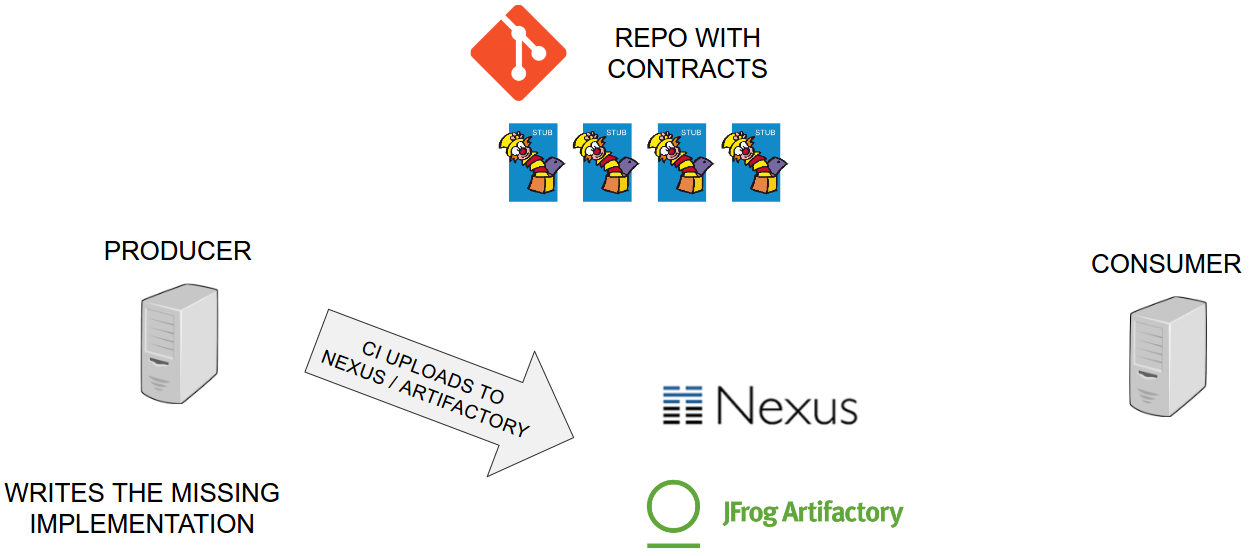 REPO WITH
CONTRACTS
STUB
STUB
STUB
STUB
PRODUCER
CONSUMER
CI UPLOADS TO
NEXUS / ARTIFACTORY
Nexus
WRITES THE MISSING
IMPLEMENTATION
JFrog Artifactory